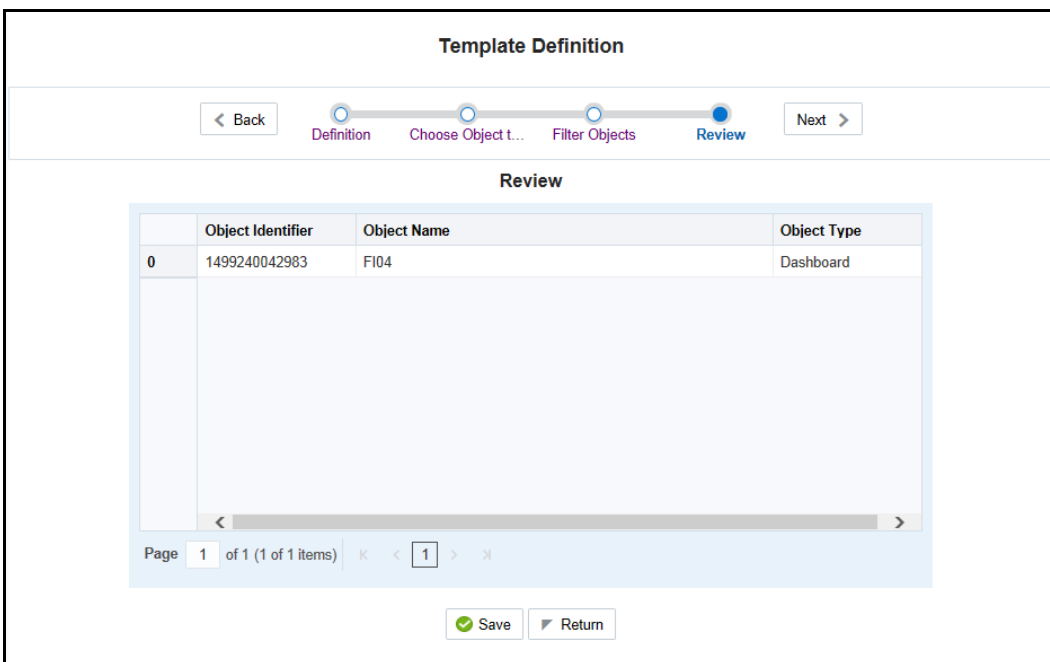 Template Definition
Back
Next
Definition
Choose Object t...
Filter Objects
Review
Review
Object Identifier Object Name Object Type
0 1499240042983 FI04 Dashboard
Page 1 of 1 (1 of 1 items) 1
Save Return